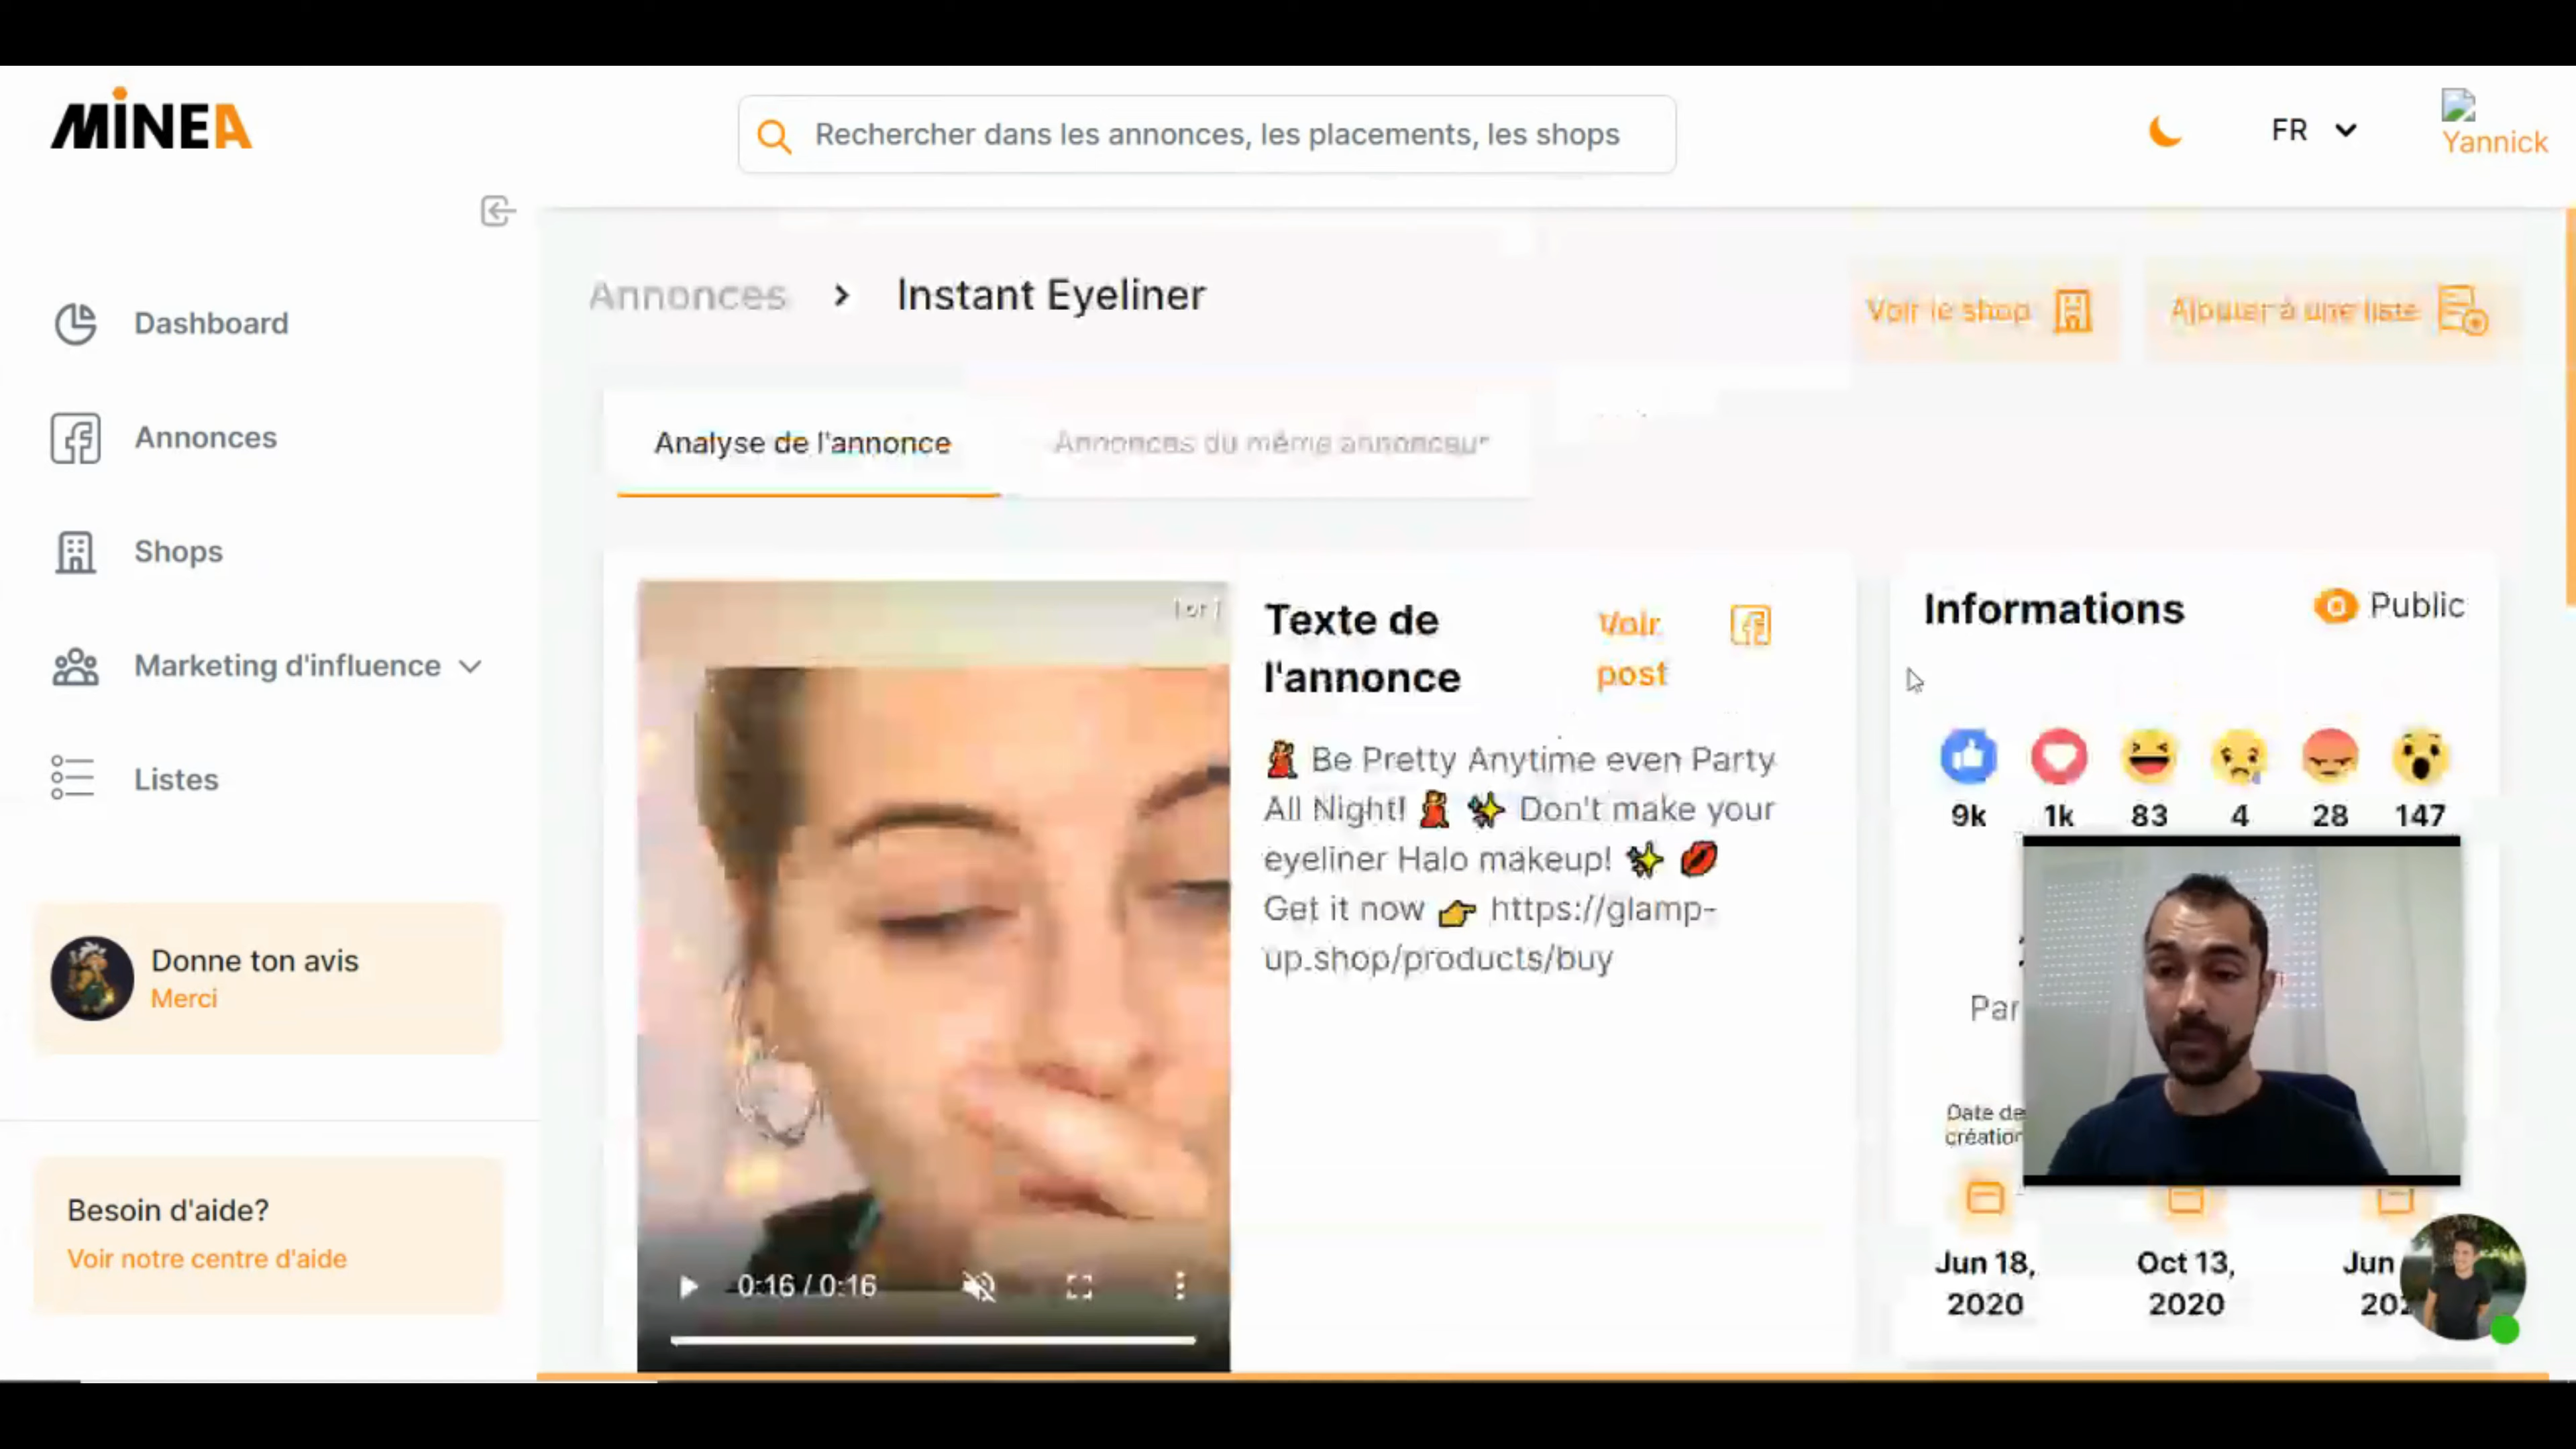 MINEA
Rechercher dans les annonces, les placements, les shops
FR
Yannick
Dashboard
Annonces
Shops
Marketing d'influence
Listes
Donne ton avis
Merci
Besoin d'aide?
Voir notre centre d'aide
Annonces > Instant Eyeliner
Voir le shop
Ajouter à une liste
Analyse de l'annonce
Annonces du même annonceur
0:16 / 0:16
Texte de
l'annonce
Voir
post
Be Pretty Anytime even Party
All Night! Don't make your
eyeliner Halo makeup!
Get it now https://glamp-
up.shop/products/buy
Informations
Public
9k 1k 83 4 28 147
Date de
création
Jun 18,
2020
Oct 13,
2020
Jun